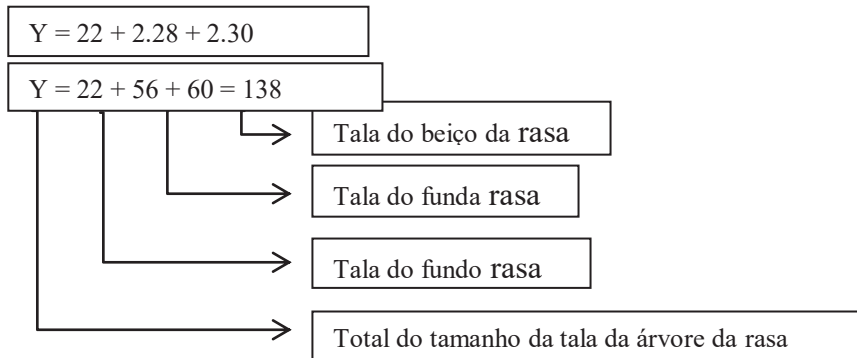 Y = 22 + 2.28 + 2.30
Y = 22 + 56 + 60 = 138
Tala do beiço da rasa
Tala do funda rasa
Tala do fundo rasa
Total do tamanho da tala da árvore da rasa